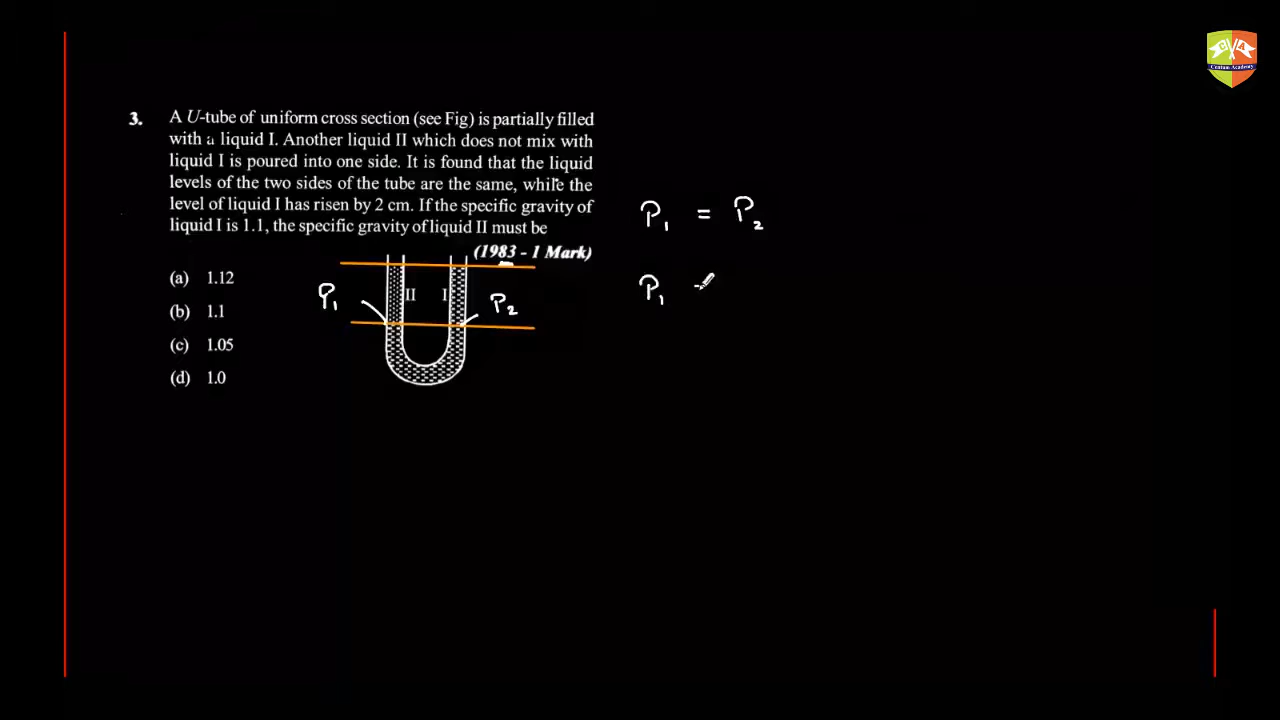 3. A U-tube of uniform cross section (see Fig) is partially filled
with a liquid I. Another liquid II which does not mix with
liquid I is poured into one side. It is found that the liquid
levels of the two sides of the tube are the same, while the
level of liquid I has risen by 2 cm. If the specific gravity of
liquid I is 1.1, the specific gravity of liquid II must be
(1983 - 1 Mark)
(a) 1.12
(b) 1.1
(c) 1.05
(d) 1.0
II I
P₁
P₂
P₁ = P₂
P₁
CA
Centum Academy